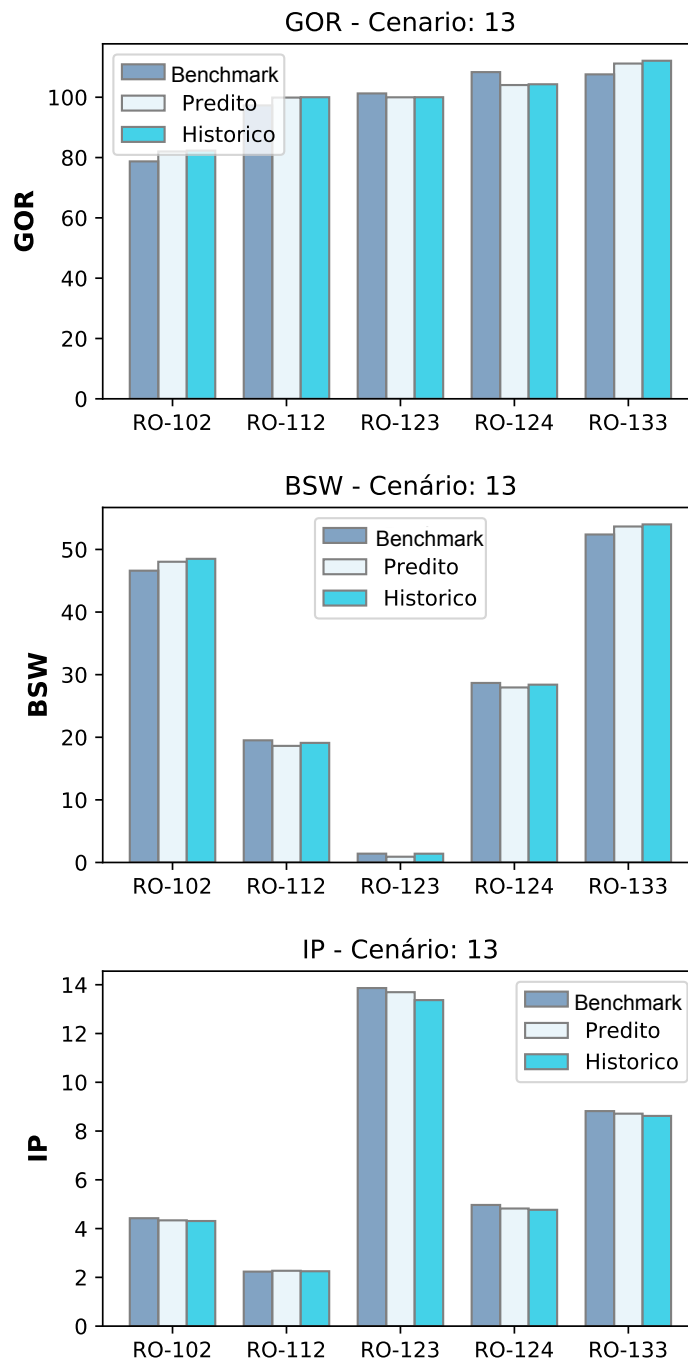 GOR - Cenario: 13
Benchmark
Predito
Historico
GOR
100
80
60
40
20
0
RO-102 RO-112 RO-123 RO-124 RO-133
BSW - Cenário: 13
Benchmark
Predito
Historico
BSW
50
40
30
20
10
0
RO-102 RO-112 RO-123 RO-124 RO-133
IP - Cenário: 13
Benchmark
Predito
Historico
IP
14
12
10
8
6
4
2
0
RO-102 RO-112 RO-123 RO-124 RO-133